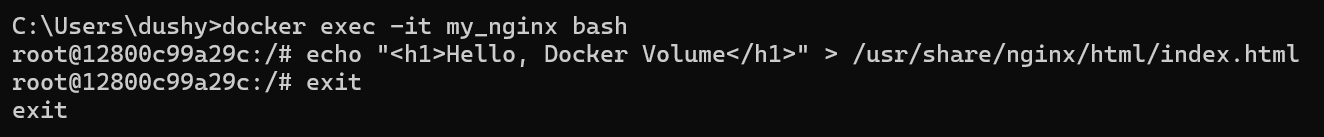 C:\Users\dushy>docker exec -it my_nginx bash
root@12800c99a29c:/# echo "<h1>Hello, Docker Volume</h1>" > /usr/share/nginx/html/index.html
root@12800c99a29c:/# exit
exit